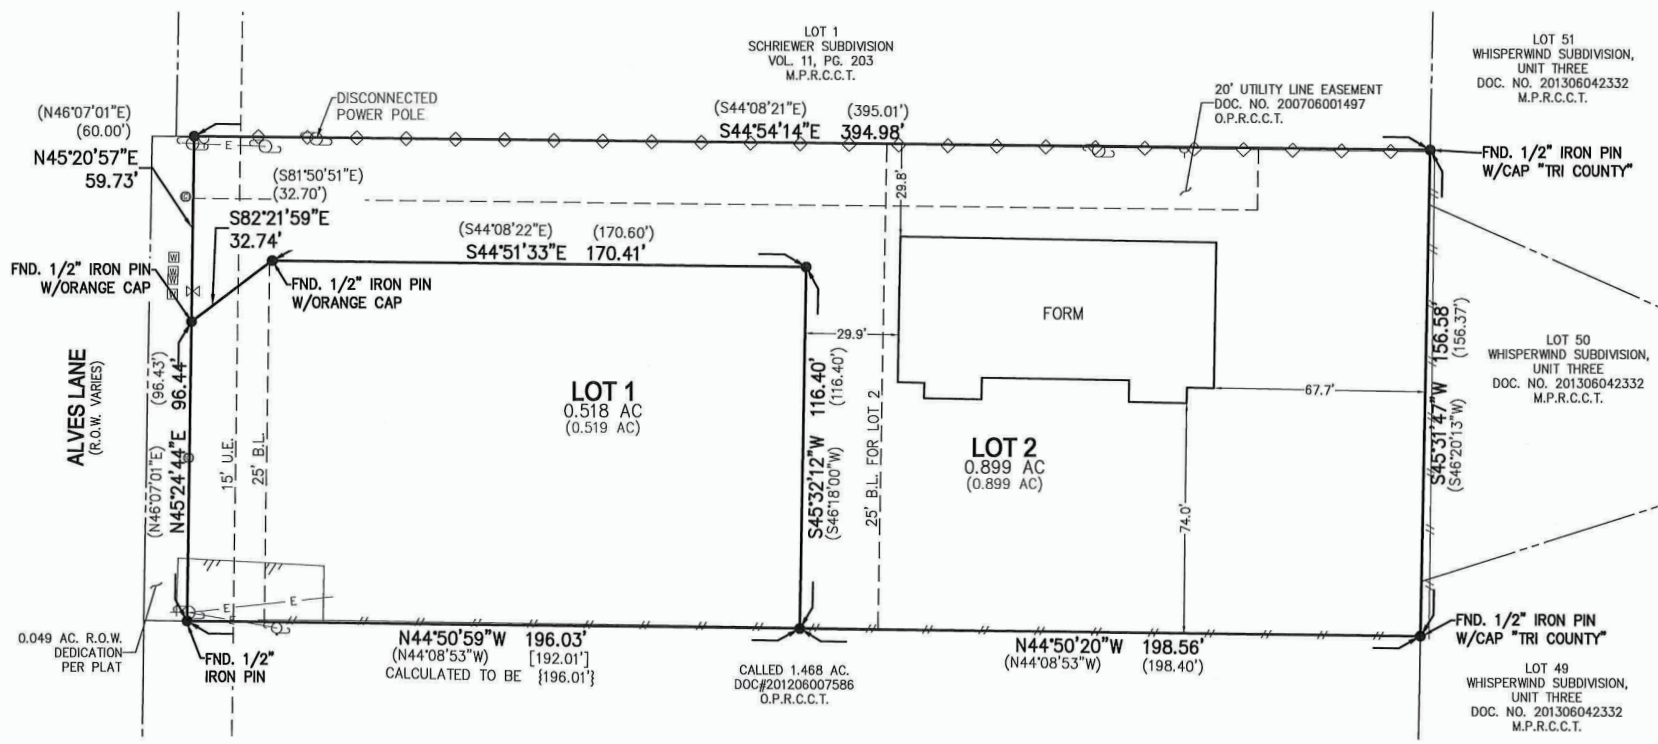 LOT 1
SCHRIEWER SUBDIVISION
VOL. 11, PG. 203
M.P.R.C.C.T.
LOT 51
WHISPERWIND SUBDIVISION,
UNIT THREE
DOC. NO. 201306042332
M.P.R.C.C.T.
20' UTILITY LINE EASEMENT
DOC. NO. 200706001497
O.P.R.C.C.T.
DISCONNECTED
POWER POLE
(N46°07'01"E)
(60.00')
N45°20'57"E
59.73'
(S44°08'21"E) (395.01')
S44°54'14"E 394.98'
FND. 1/2" IRON PIN
W/CAP "TRI COUNTY"
E
(S81°50'51"E)
(32.70')
S82°21'59"E
32.74'
29.8'
(S44°08'22"E) (170.60')
S44°51'33"E 170.41'
FND. 1/2" IRON PIN
W/ORANGE CAP
FND. 1/2" IRON PIN
W/ORANGE CAP
W
W
W
W
FORM
29.9'
67.7'
ALVES LANE
(R.O.W. VARIES)
(N46°07'01"E) (96.43')
N45°24'44"E 96.44'
15' U.E.
25' B.L.
LOT 1
0.518 AC
(0.519 AC)
S45°32'12"W 116.40'
(S46°18'00"W) (116.40')
25' B.L. FOR LOT 2
LOT 2
0.899 AC
(0.899 AC)
74.0'
S45°31'47"W 156.58'
(S46°20'13"W) (156.37')
LOT 50
WHISPERWIND SUBDIVISION,
UNIT THREE
DOC. NO. 201306042332
M.P.R.C.C.T.
E
E
E
0.049 AC. R.O.W.
DEDICATION
PER PLAT
FND. 1/2"
IRON PIN
N44°50'59"W 196.03'
(N44°08'53"W) [192.01']
CALCULATED TO BE {196.01'}
CALLED 1.468 AC.
DOC#201206007586
O.P.R.C.C.T.
N44°50'20"W 198.56'
(N44°08'53"W) (198.40')
FND. 1/2" IRON PIN
W/CAP "TRI COUNTY"
LOT 49
WHISPERWIND SUBDIVISION,
UNIT THREE
DOC. NO. 201306042332
M.P.R.C.C.T.